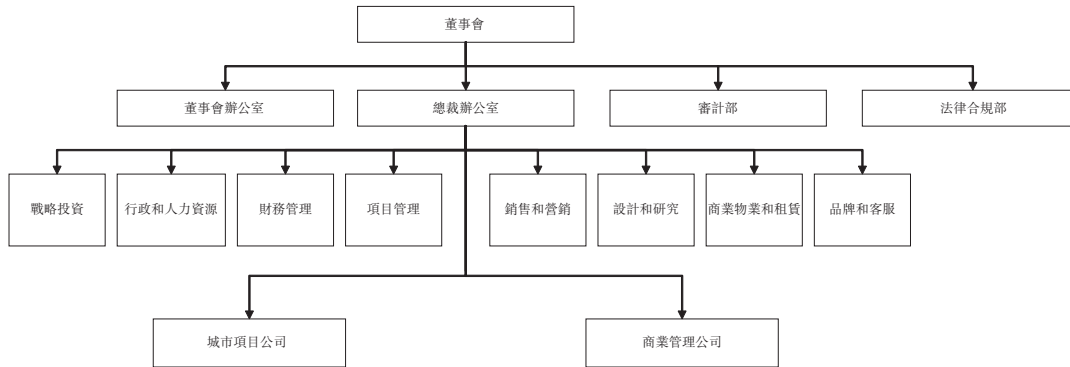 董事會
董事會辦公室
總裁辦公室
審計部
法律合規部
戰略投資
行政和人力資源
財務管理
項目管理
銷售和營銷
設計和研究
商業物業和租賃
品牌和客服
城市項目公司
商業管理公司